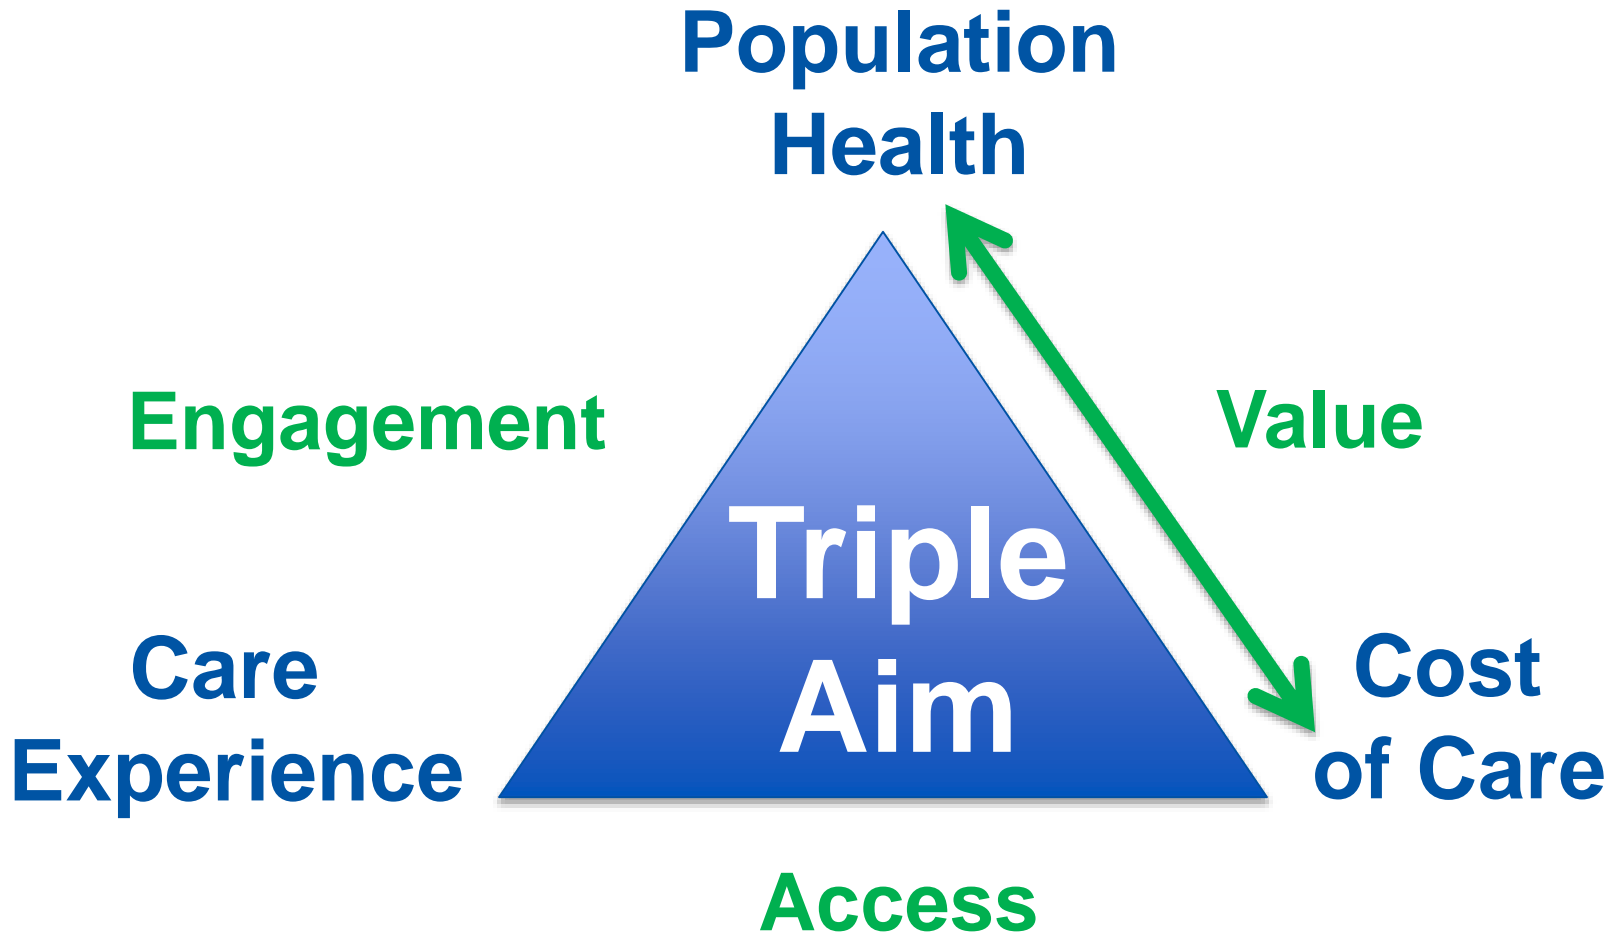 Population
Health
Engagement
Value
Triple
Aim
Care
Experience
Cost
of Care
Access